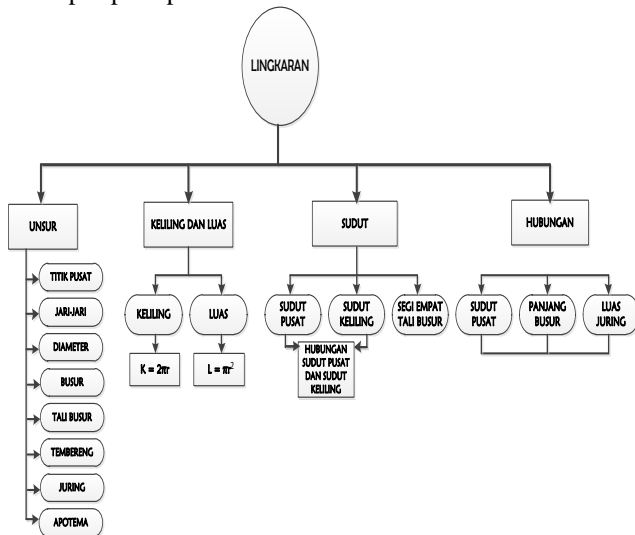 LINGKARAN
UNSUR
KELILING DAN LUAS
SUDUT
HUBUNGAN
TITIK PUSAT
JARI-JARI
DIAMETER
BUSUR
TALI BUSUR
TEMBERENG
JURING
APOTEMA
KELILING
LUAS
K = 2πr
L = πr²
SUDUT
PUSAT
SUDUT
KELILING
SEGI EMPAT
TALI BUSUR
HUBUNGAN
SUDUT PUSAT
DAN SUDUT
KELILING
SUDUT
PUSAT
PANJANG
BUSUR
LUAS
JURING